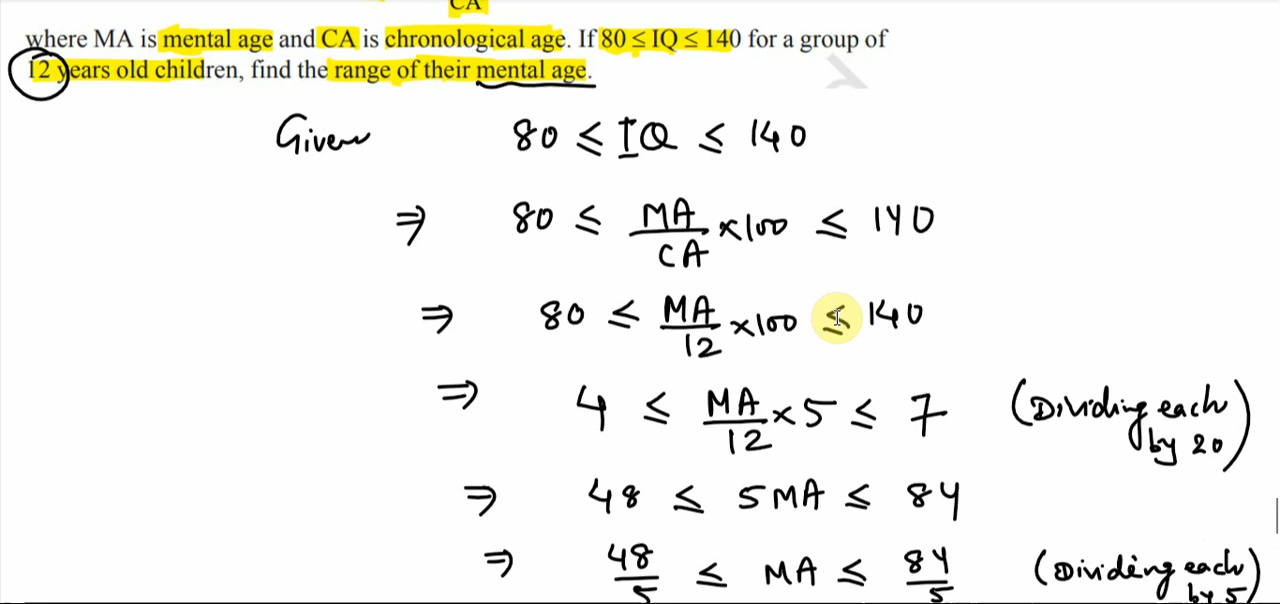 CA
where MA is mental age and CA is chronological age. If 80 ≤ IQ ≤ 140 for a group of
12 years old children, find the range of their mental age.
Given 80 ≤ IQ ≤ 140
⇒ 80 ≤ MA/CA × 100 ≤ 140
⇒ 80 ≤ MA/12 × 100 ≤ 140
⇒ 4 ≤ MA/12 × 5 ≤ 7 (Dividing each by 20)
⇒ 48 ≤ 5MA ≤ 84
⇒ 48/5 ≤ MA ≤ 84/5 (Dividing each by 5)